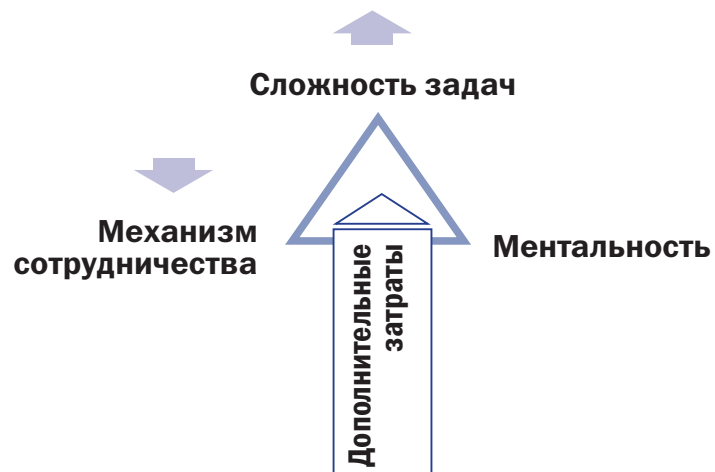 Сложность задач
Механизм
сотрудничества
Ментальность
Дополнительные
затраты